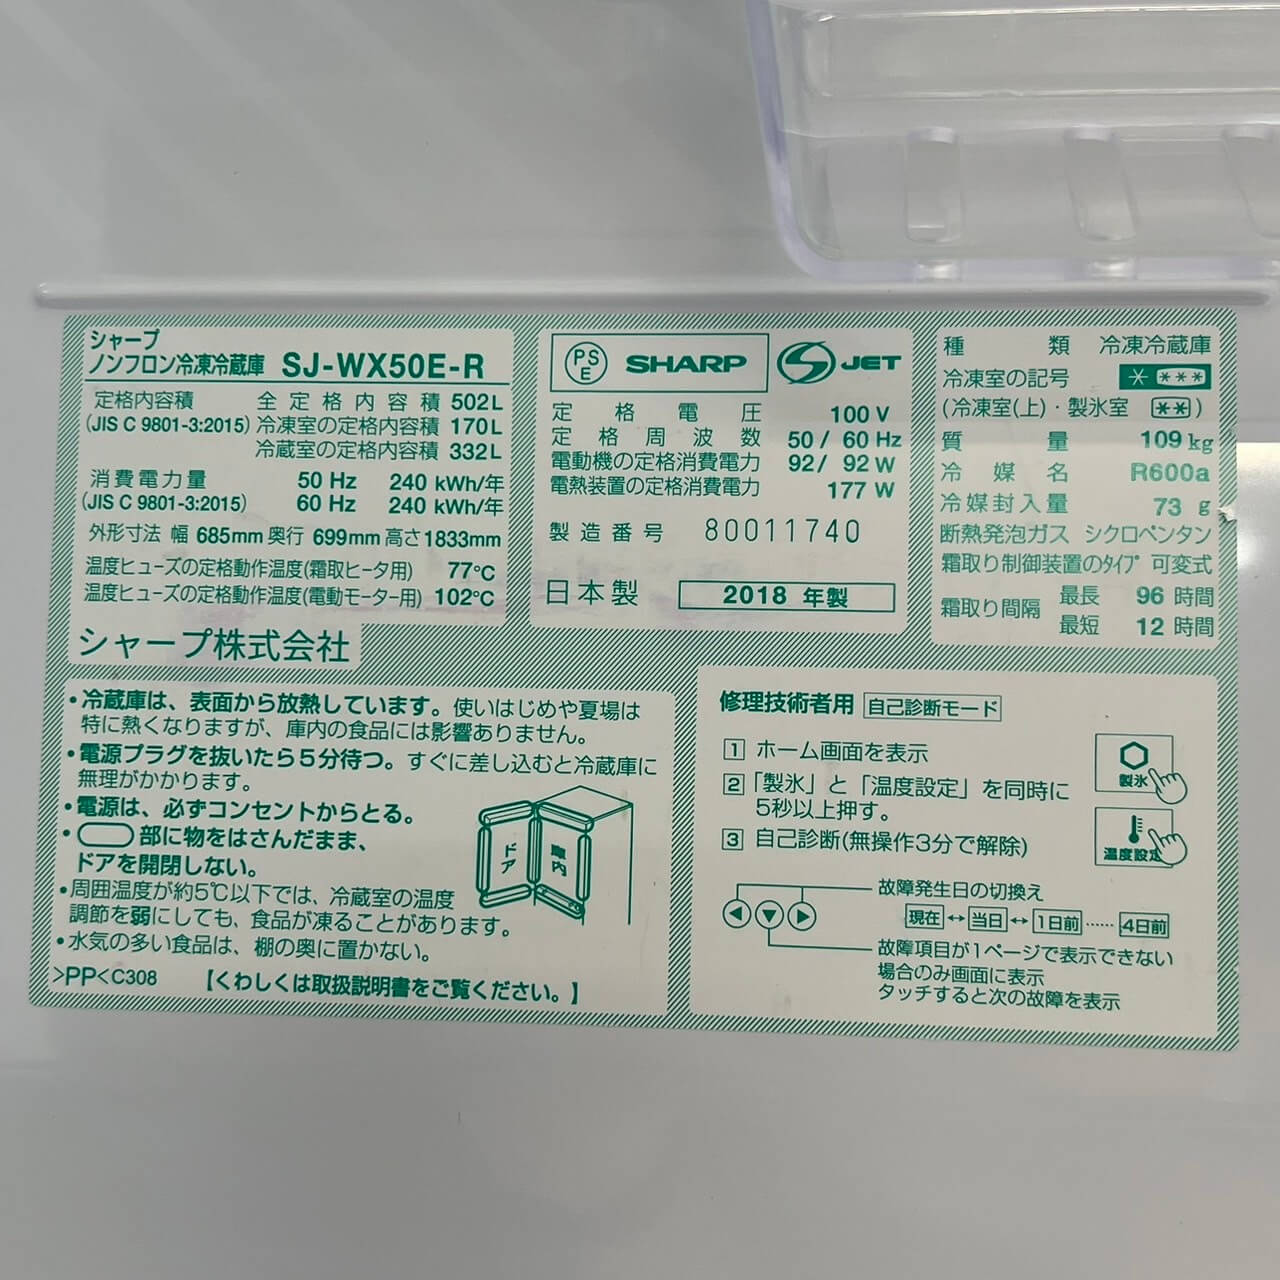 シャープ
ノンフロン冷凍冷蔵庫 SJ-WX50E-R
定格内容積 全定格内容積 502L
(JIS C 9801-3:2015) 冷凍室の定格内容積 170L
冷蔵室の定格内容積 332L
消費電力量 50 Hz 240 kWh/年
(JIS C 9801-3:2015) 60 Hz 240 kWh/年
外形寸法 幅 685mm 奥行 699mm 高さ 1833mm
温度ヒューズの定格動作温度(霜取ヒータ用) 77℃
温度ヒューズの定格動作温度(電動モーター用) 102℃
シャープ株式会社
PSE SHARP JET
定格電圧 100 V
定格周波数 50/ 60 Hz
電動機の定格消費電力 92/ 92 W
電熱装置の定格消費電力 177 W
製造番号 80011740
日本製 2018 年製
種類 冷凍冷蔵庫
冷凍室の記号 * ***
(冷凍室(上)・製氷室 **)
質量 109 kg
冷媒名 R600a
冷媒封入量 73 g
断熱発泡ガス シクロペンタン
霜取り制御装置のタイプ 可変式
霜取り間隔 最長 96 時間
最短 12 時間
・冷蔵庫は、表面から放熱しています。使いはじめや夏場は
特に熱くなりますが、庫内の食品には影響ありません。
・電源プラグを抜いたら5分待つ。すぐに差し込むと冷蔵庫に
無理がかかります。
・電源は、必ずコンセントからとる。
・部に物をはさんだまま、
ドアを開閉しない。
・周囲温度が約5℃以下では、冷蔵室の温度
調節を弱にしても、食品が凍ることがあります。
・水気の多い食品は、棚の奥に置かない。
>PP< C308 【くわしくは取扱説明書をご覧ください。】
ドア
庫内
修理技術者用 自己診断モード
1 ホーム画面を表示
2 「製氷」と「温度設定」を同時に
5秒以上押す。
3 自己診断(無操作3分で解除)
製氷
温度設定
故障発生日の切換え
現在 ↔ 当日 ↔ 1日前 …… 4日前
故障項目が1ページで表示できない
場合のみ画面に表示
タッチすると次の故障を表示